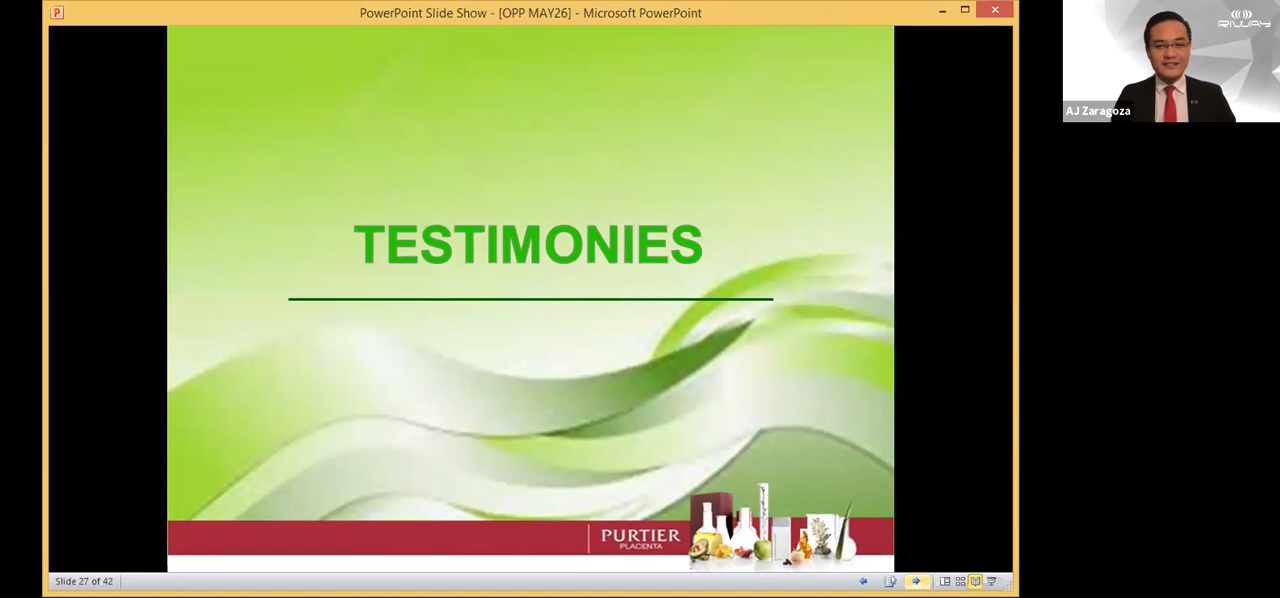 PowerPoint Slide Show - [OPP MAY26] - Microsoft PowerPoint
RIWAY
AJ Zaragoza
TESTIMONIES
PURTIER
PLACENTA
Slide 27 of 42